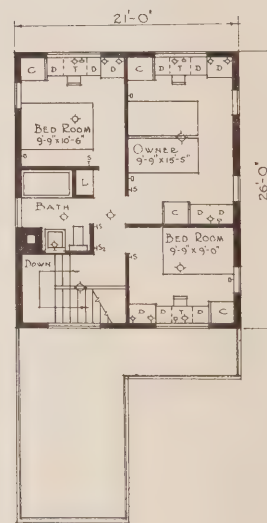 21'-0"
C D T D D C D T D D
BED ROOM
9'-9"x10'-6"
OWNER
9'-9"x15'-5"
26'-0"
S
D
D
S
L
BATH
C D D
S
S2
S
BED ROOM
9'-9"x9'-0"
D
DOWN
D D T D C